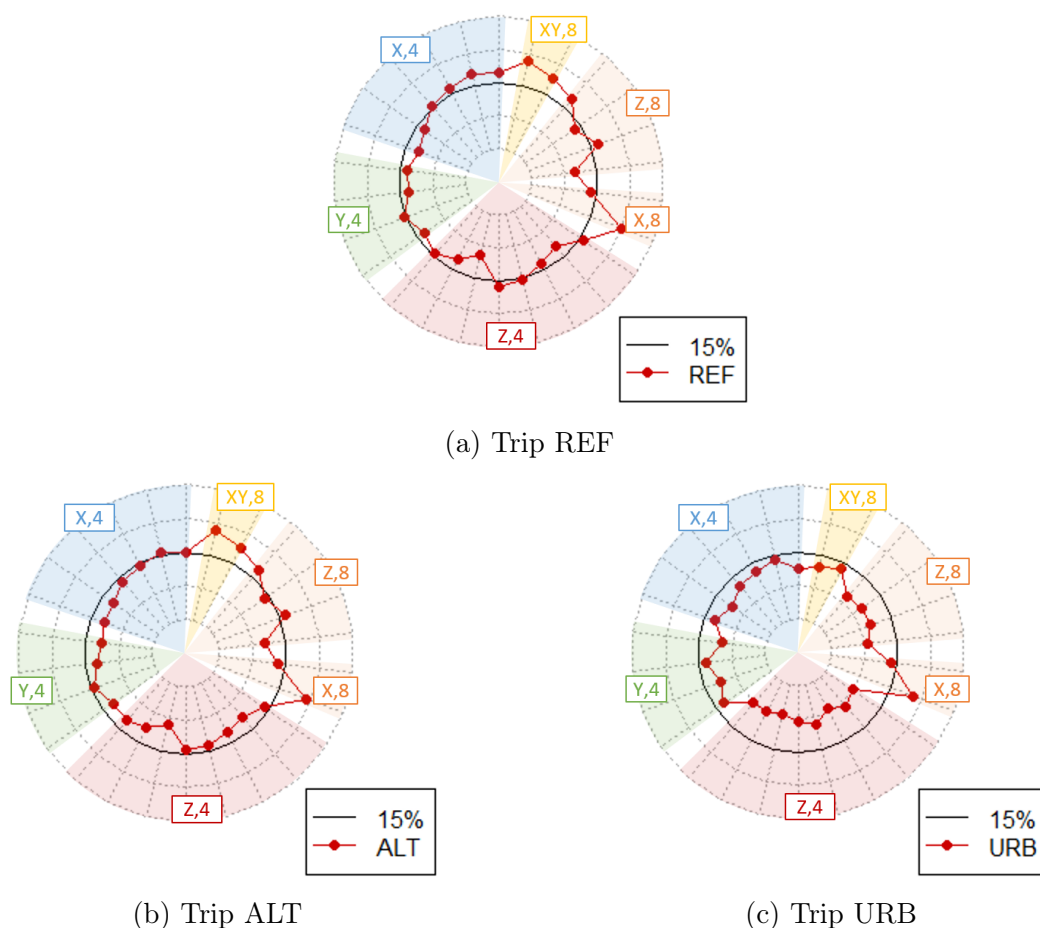 XY,8
X,4
Z,8
Y,4
X,8
Z,4
15%
REF
(a) Trip REF
XY,8
X,4
Z,8
Y,4
X,8
Z,4
15%
ALT
(b) Trip ALT
XY,8
X,4
Z,8
Y,4
X,8
Z,4
15%
URB
(c) Trip URB